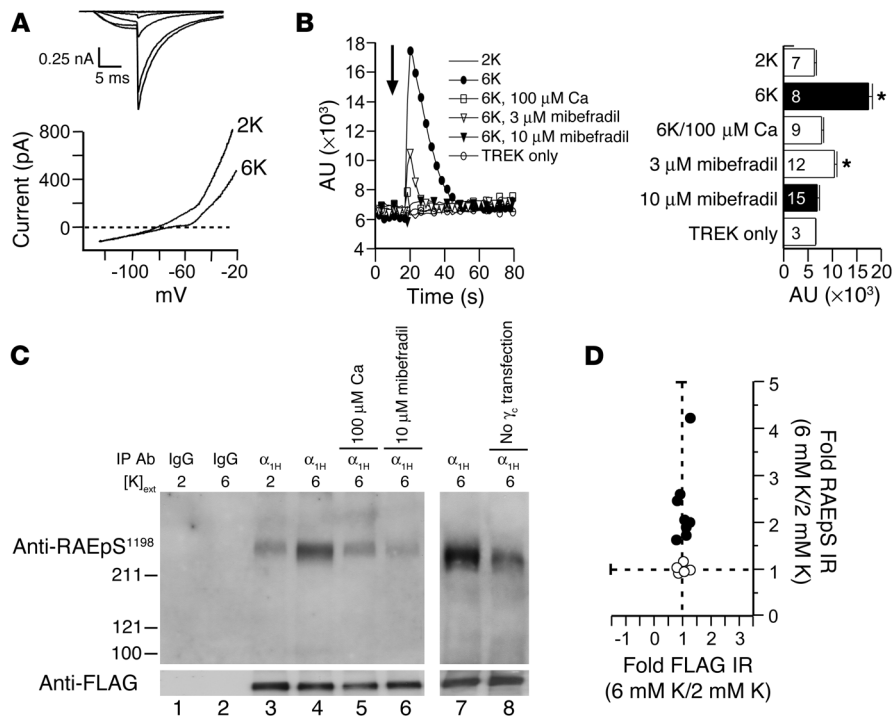 A
0.25 nA
5 ms
800
400
0
Current (pA)
2K
6K
-100
-60
-20
mV
B
18
16
14
12
10
8
6
4
AU (×10³)
0
20
40
60
80
Time (s)
2K
6K
6K, 100 μM Ca
6K, 3 μM mibefradil
6K, 10 μM mibefradil
TREK only
2K
7
6K
8
*
6K/100 μM Ca
9
3 μM mibefradil
12
*
10 μM mibefradil
15
TREK only
3
0 5 10 15 20
AU (×10³)
C
100 μM Ca
10 μM mibefradil
No γc transfection
IP Ab IgG IgG α1H α1H α1H α1H α1H α1H
[K]ext 2 6 2 6 6 6 6 6
Anti-RAEpS¹¹⁹⁸
211
121
100
Anti-FLAG
1 2 3 4 5 6 7 8
D
5
4
3
2
1
0
Fold RAEpS IR
(6 mM K/2 mM K)
-1 0 1 2 3
Fold FLAG IR
(6 mM K/2 mM K)